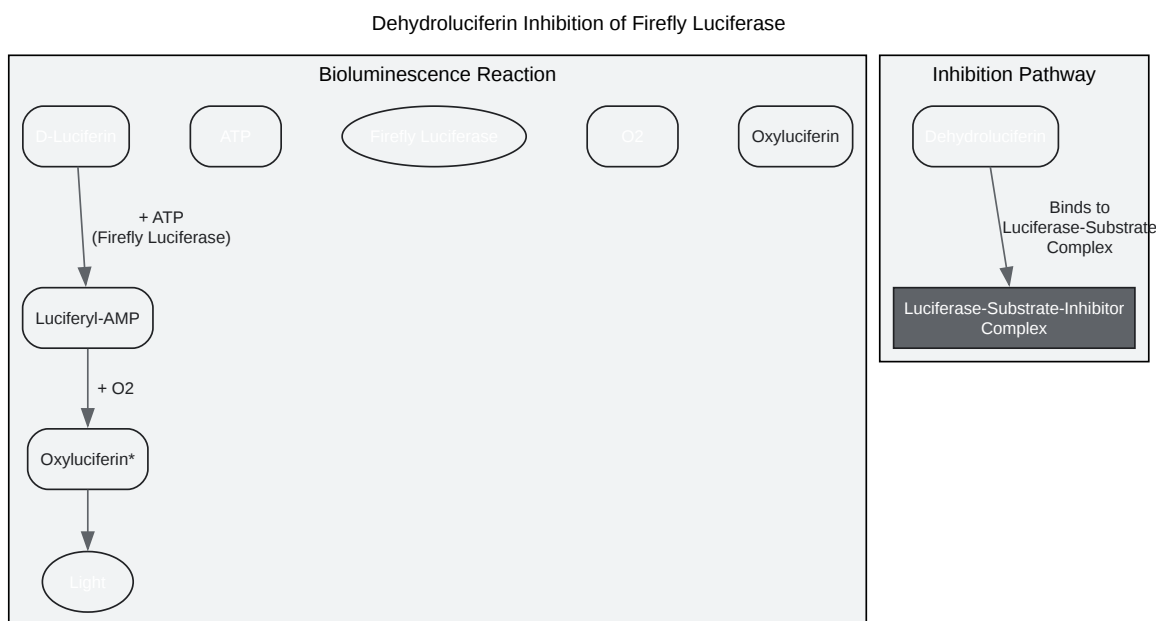 Dehydroluciferin Inhibition of Firefly Luciferase
Bioluminescence Reaction
D-Luciferin
ATP
Firefly Luciferase
O2
Oxyluciferin
+ ATP
(Firefly Luciferase)
Luciferyl-AMP
+ O2
Oxyluciferin*
Light
Inhibition Pathway
Dehydroluciferin
Binds to
Luciferase-Substrate
Complex
Luciferase-Substrate-Inhibitor
Complex